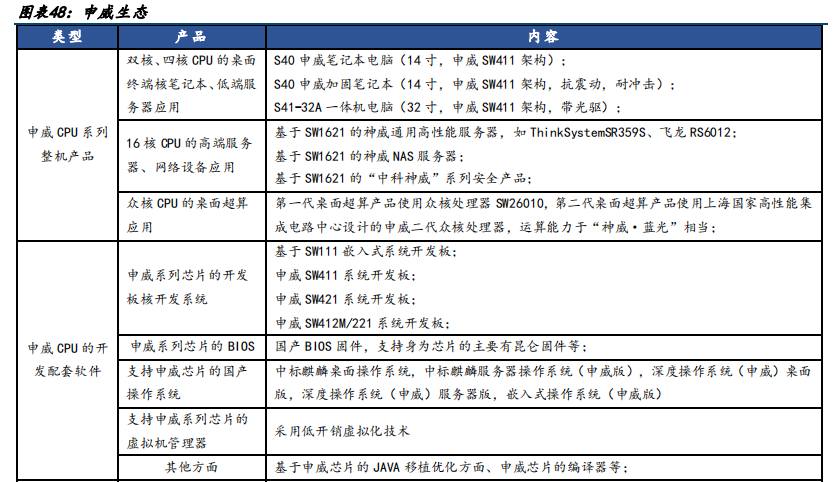 图表48：申威生态
类型 产品 内容
申威 CPU 系列
整机产品
双核、四核 CPU 的桌面
终端核笔记本、低端服
务器应用
S40 申威笔记本电脑（14 寸，申威 SW411 架构）；
S40 申威加固笔记本（14 寸，申威 SW411 架构，抗震动，耐冲击）；
S41-32A 一体机电脑（32 寸，申威 SW411 架构，带光驱）；
16 核 CPU 的高端服务
器、网络设备应用
基于 SW1621 的神威通用高性能服务器，如 ThinkSystemSR359S、飞龙 RS6012；
基于 SW1621 的神威 NAS 服务器；
基于 SW1621 的“中科神威”系列安全产品；
众核 CPU 的桌面超算
应用
第一代桌面超算产品使用众核处理器 SW26010，第二代桌面超算产品使用上海国家高性能集
成电路中心设计的申威二代众核处理器，运算能力于“神威·蓝光”相当；
申威 CPU 的开
发配套软件
申威系列芯片的开发
板核开发系统
基于 SW111 嵌入式系统开发板；
申威 SW411 系统开发板；
申威 SW421 系统开发板；
申威 SW412M/221 系统开发板；
申威系列芯片的 BIOS
国产 BIOS 固件，支持身为芯片的主要有昆仑固件等；
支持申威芯片的国产
操作系统
中标麒麟桌面操作系统，中标麒麟服务器操作系统（申威版），深度操作系统（申威）桌面
版，深度操作系统（申威）服务器版，嵌入式操作系统（申威版）
支持申威系列芯片的
虚拟机管理器
采用低开销虚拟化技术
其他方面
基于申威芯片的 JAVA 移植优化方面、申威芯片的编译器等；